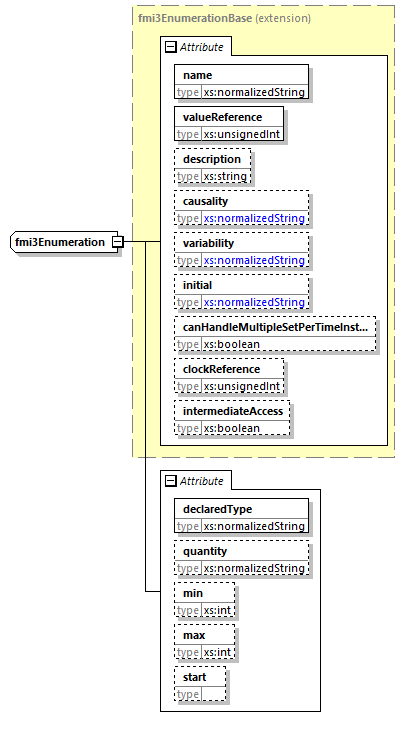 fmi3EnumerationBase (extension)
Attribute
name
type xs:normalizedString
valueReference
type xs:unsignedInt
description
type xs:string
causality
type xs:normalizedString
fmi3Enumeration
variability
type xs:normalizedString
initial
type xs:normalizedString
canHandleMultipleSetPerTimeInst...
type xs:boolean
clockReference
type xs:unsignedInt
intermediateAccess
type xs:boolean
Attribute
declaredType
type xs:normalizedString
quantity
type xs:normalizedString
min
type xs:int
max
type xs:int
start
type